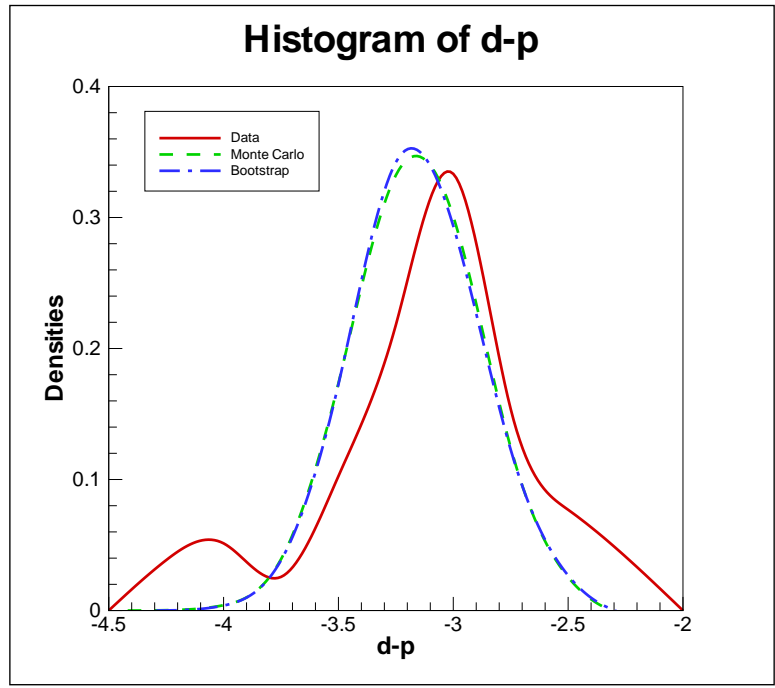 Histogram of d-p
Data
Monte Carlo
Bootstrap
Densities
0.4
0.3
0.2
0.1
0
-4.5
-4
-3.5
-3
-2.5
-2
d-p